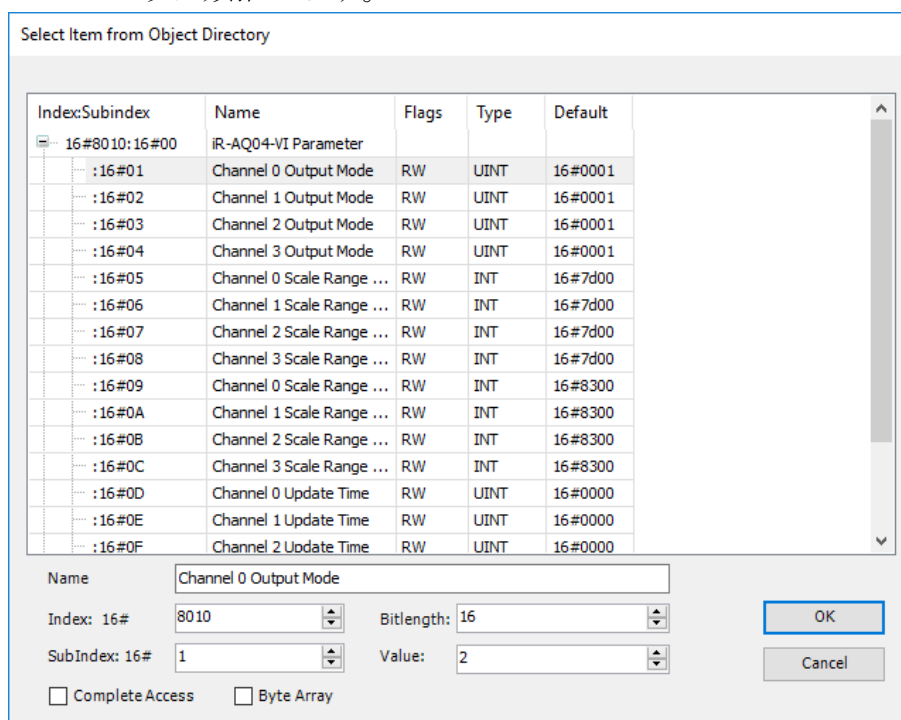 Select Item from Object Directory
Index:Subindex Name Flags Type Default
16#8010:16#00 iR-AQ04-VI Parameter
:16#01 Channel 0 Output Mode RW UINT 16#0001
:16#02 Channel 1 Output Mode RW UINT 16#0001
:16#03 Channel 2 Output Mode RW UINT 16#0001
:16#04 Channel 3 Output Mode RW UINT 16#0001
:16#05 Channel 0 Scale Range ... RW INT 16#7d00
:16#06 Channel 1 Scale Range ... RW INT 16#7d00
:16#07 Channel 2 Scale Range ... RW INT 16#7d00
:16#08 Channel 3 Scale Range ... RW INT 16#7d00
:16#09 Channel 0 Scale Range ... RW INT 16#8300
:16#0A Channel 1 Scale Range ... RW INT 16#8300
:16#0B Channel 2 Scale Range ... RW INT 16#8300
:16#0C Channel 3 Scale Range ... RW INT 16#8300
:16#0D Channel 0 Update Time RW UINT 16#0000
:16#0E Channel 1 Update Time RW UINT 16#0000
:16#0F Channel 2 Update Time RW UINT 16#0000
Name Channel 0 Output Mode
Index: 16# 8010 Bitlength: 16 OK
SubIndex: 16# 1 Value: 2 Cancel
Complete Access Byte Array